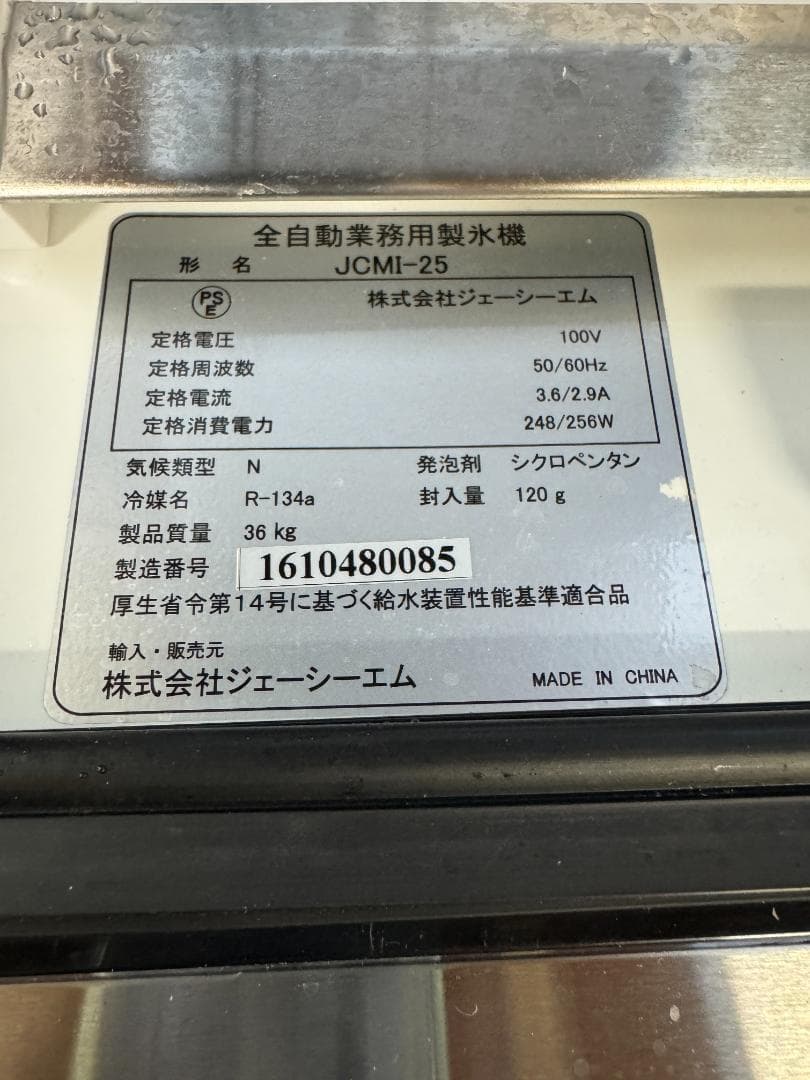 全自動業務用製氷機
形 名 JCMI-25
PSE 株式会社ジェーシーエム
定格電圧 100V
定格周波数 50/60Hz
定格電流 3.6/2.9A
定格消費電力 248/256W
気候類型 N 発泡剤 シクロペンタン
冷媒名 R-134a 封入量 120 g
製品質量 36 kg
製造番号 1610480085
厚生省令第14号に基づく給水装置性能基準適合品
輸入・販売元
株式会社ジェーシーエム MADE IN CHINA